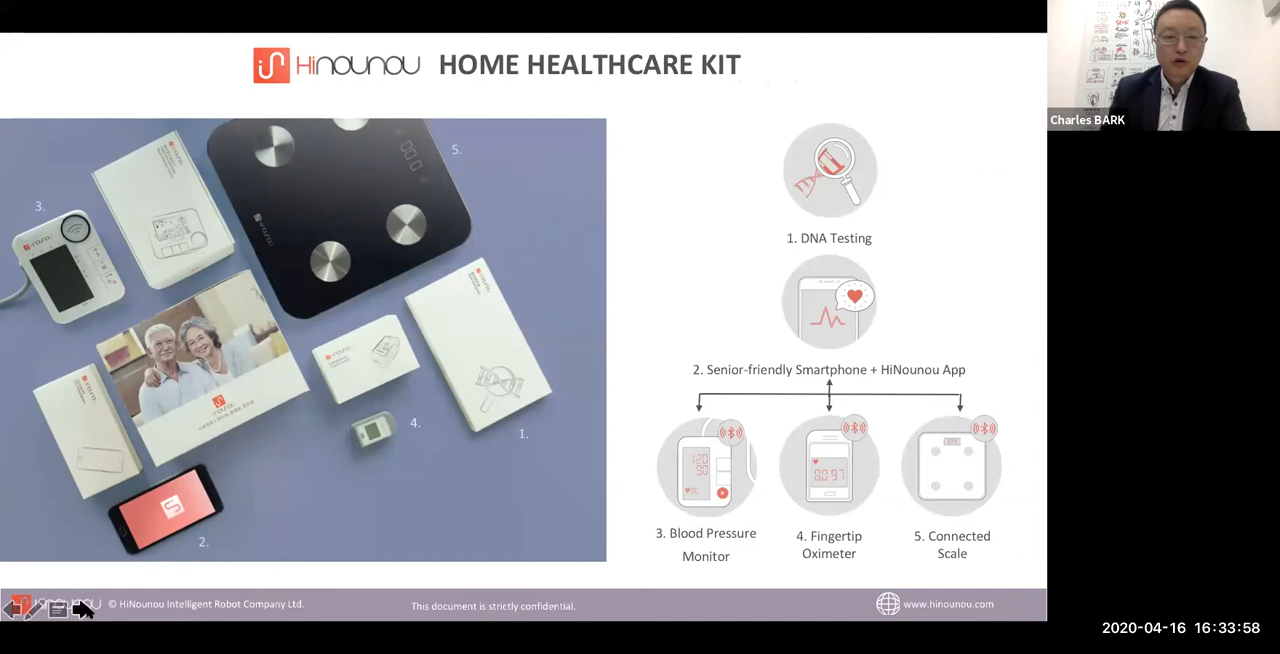 HiNOUNOU HOME HEALTHCARE KIT
Charles BARK
5.
3.
4.
1.
2.
1. DNA Testing
2. Senior-friendly Smartphone + HiNounou App
120
90
3. Blood Pressure
Monitor
4. Fingertip
Oximeter
5. Connected
Scale
© HiNounou Intelligent Robot Company Ltd.
This document is strictly confidential.
www.hinounou.com
2020-04-16 16:33:58